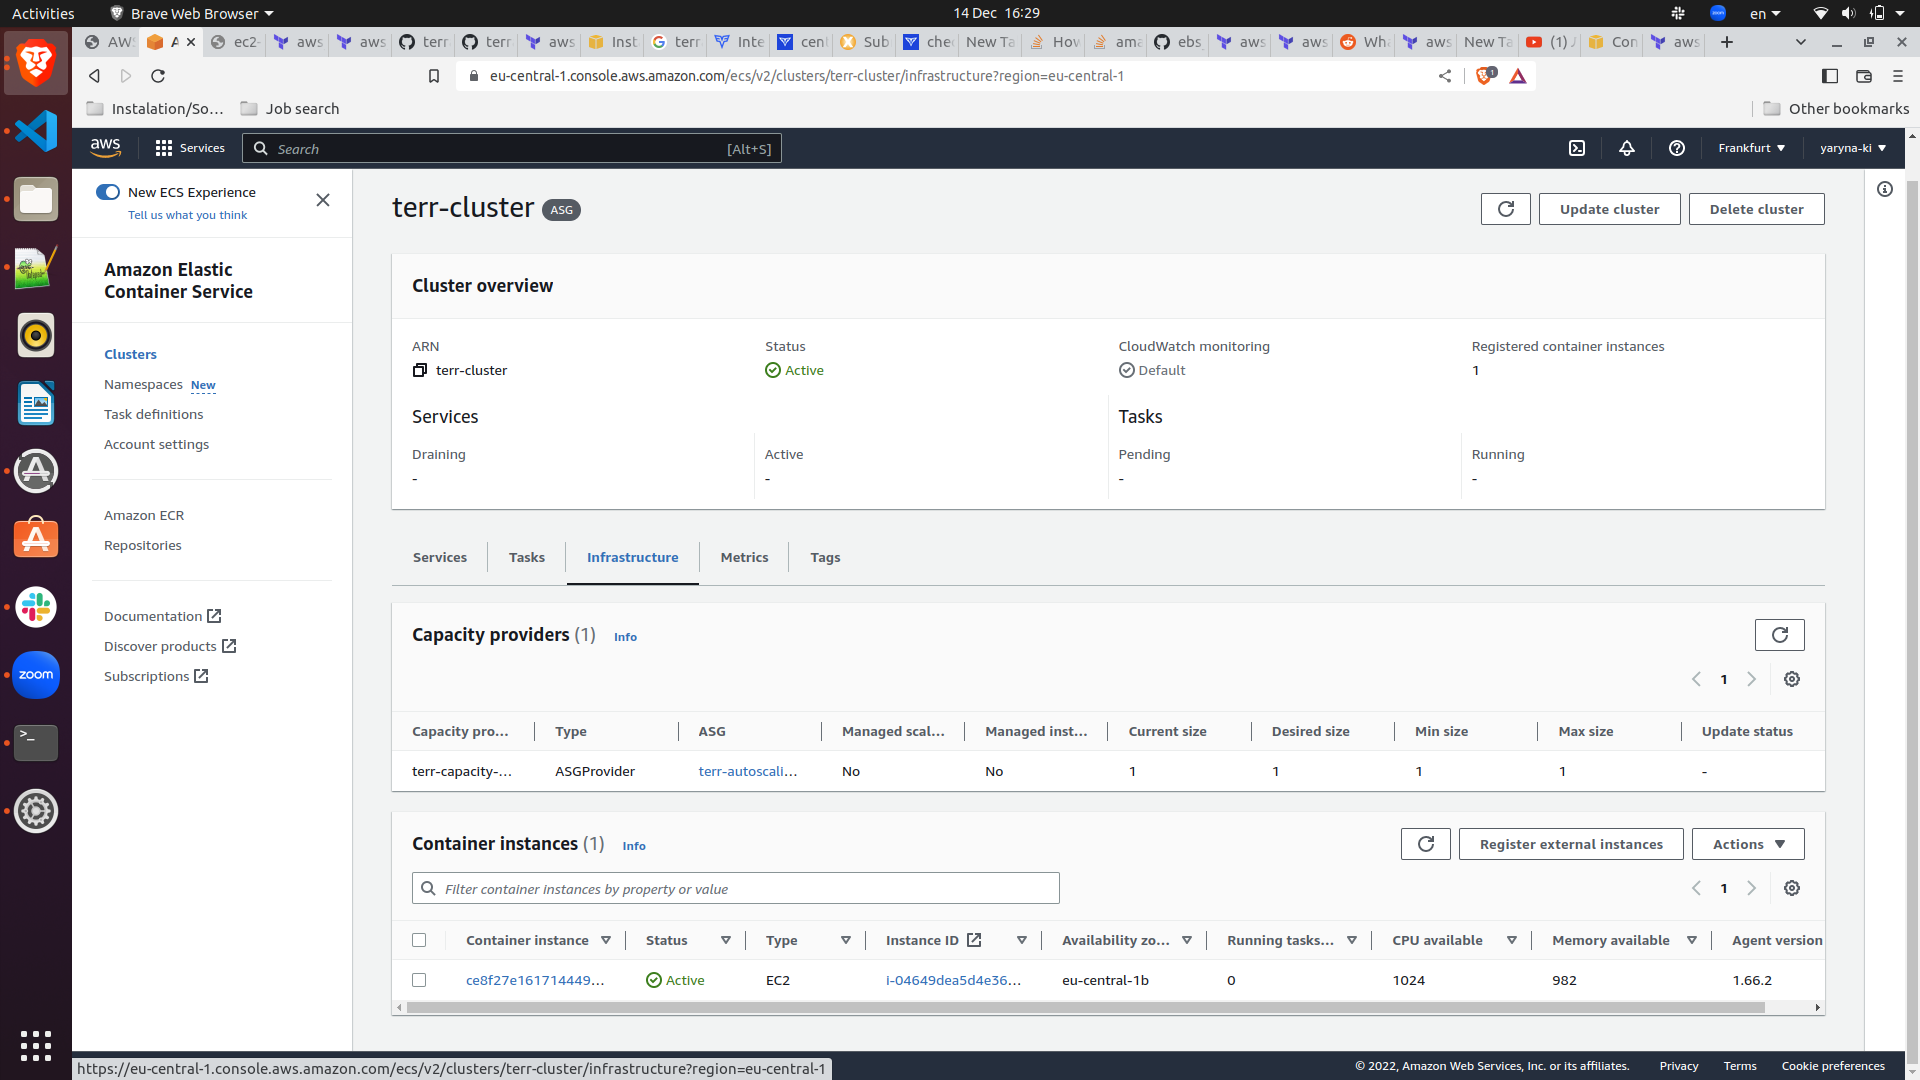 Activities
Brave Web Browser
14 Dec 16:29
en
AWS
A
ec2-
aws
aws
terr
terr
aws
Inst
terr
Inte
cent
Sub
chec
New Ta
How
ama
ebs_
aws
aws
Wha
aws
New Ta
(1)
Con
aws
eu-central-1.console.aws.amazon.com/ecs/v2/clusters/terr-cluster/infrastructure?region=eu-central-1
1
Instalation/So...
Job search
Other bookmarks
aws
Services
Search
[Alt+S]
Frankfurt
yaryna-ki
New ECS Experience
Tell us what you think
Amazon Elastic
Container Service
Clusters
Namespaces New
Task definitions
Account settings
Amazon ECR
Repositories
Documentation
Discover products
Subscriptions
zoom
terr-cluster ASG
Update cluster
Delete cluster
Cluster overview
ARN
Status
CloudWatch monitoring
Registered container instances
terr-cluster
Active
Default
1
Services
Tasks
Draining
Active
Pending
Running
-
-
-
-
Services
Tasks
Infrastructure
Metrics
Tags
Capacity providers (1) Info
1
Capacity pro... Type ASG Managed scal... Managed inst... Current size Desired size Min size Max size Update status
terr-capacity-... ASGProvider terr-autoscali... No No 1 1 1 1 -
Container instances (1) Info
Register external instances
Actions
Filter container instances by property or value
1
Container instance Status Type Instance ID Availability zo... Running tasks... CPU available Memory available Agent version
ce8f27e161714449... Active EC2 i-04649dea5d4e36... eu-central-1b 0 1024 982 1.66.2
https://eu-central-1.console.aws.amazon.com/ecs/v2/clusters/terr-cluster/infrastructure?region=eu-central-1
© 2022, Amazon Web Services, Inc. or its affiliates.
Privacy
Terms
Cookie preferences